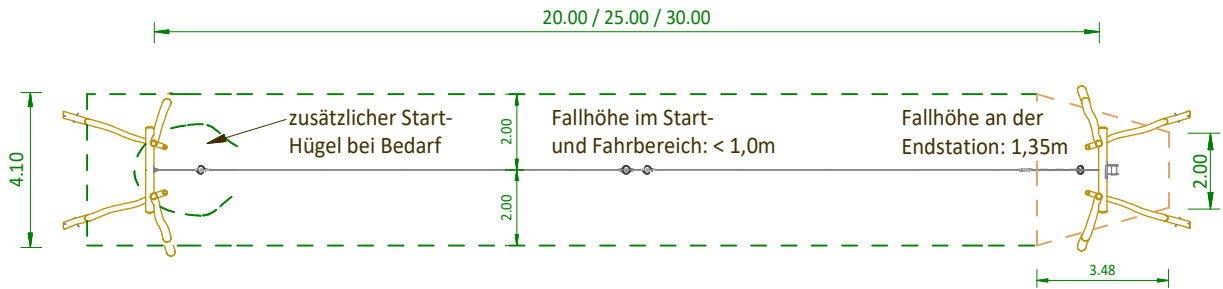 20.00 / 25.00 / 30.00
zusätzlicher Start-
Hügel bei Bedarf
Fallhöhe im Start-
und Fahrbereich: < 1,0m
Fallhöhe an der
Endstation: 1,35m
4.10
2.00
2.00
2.00
3.48